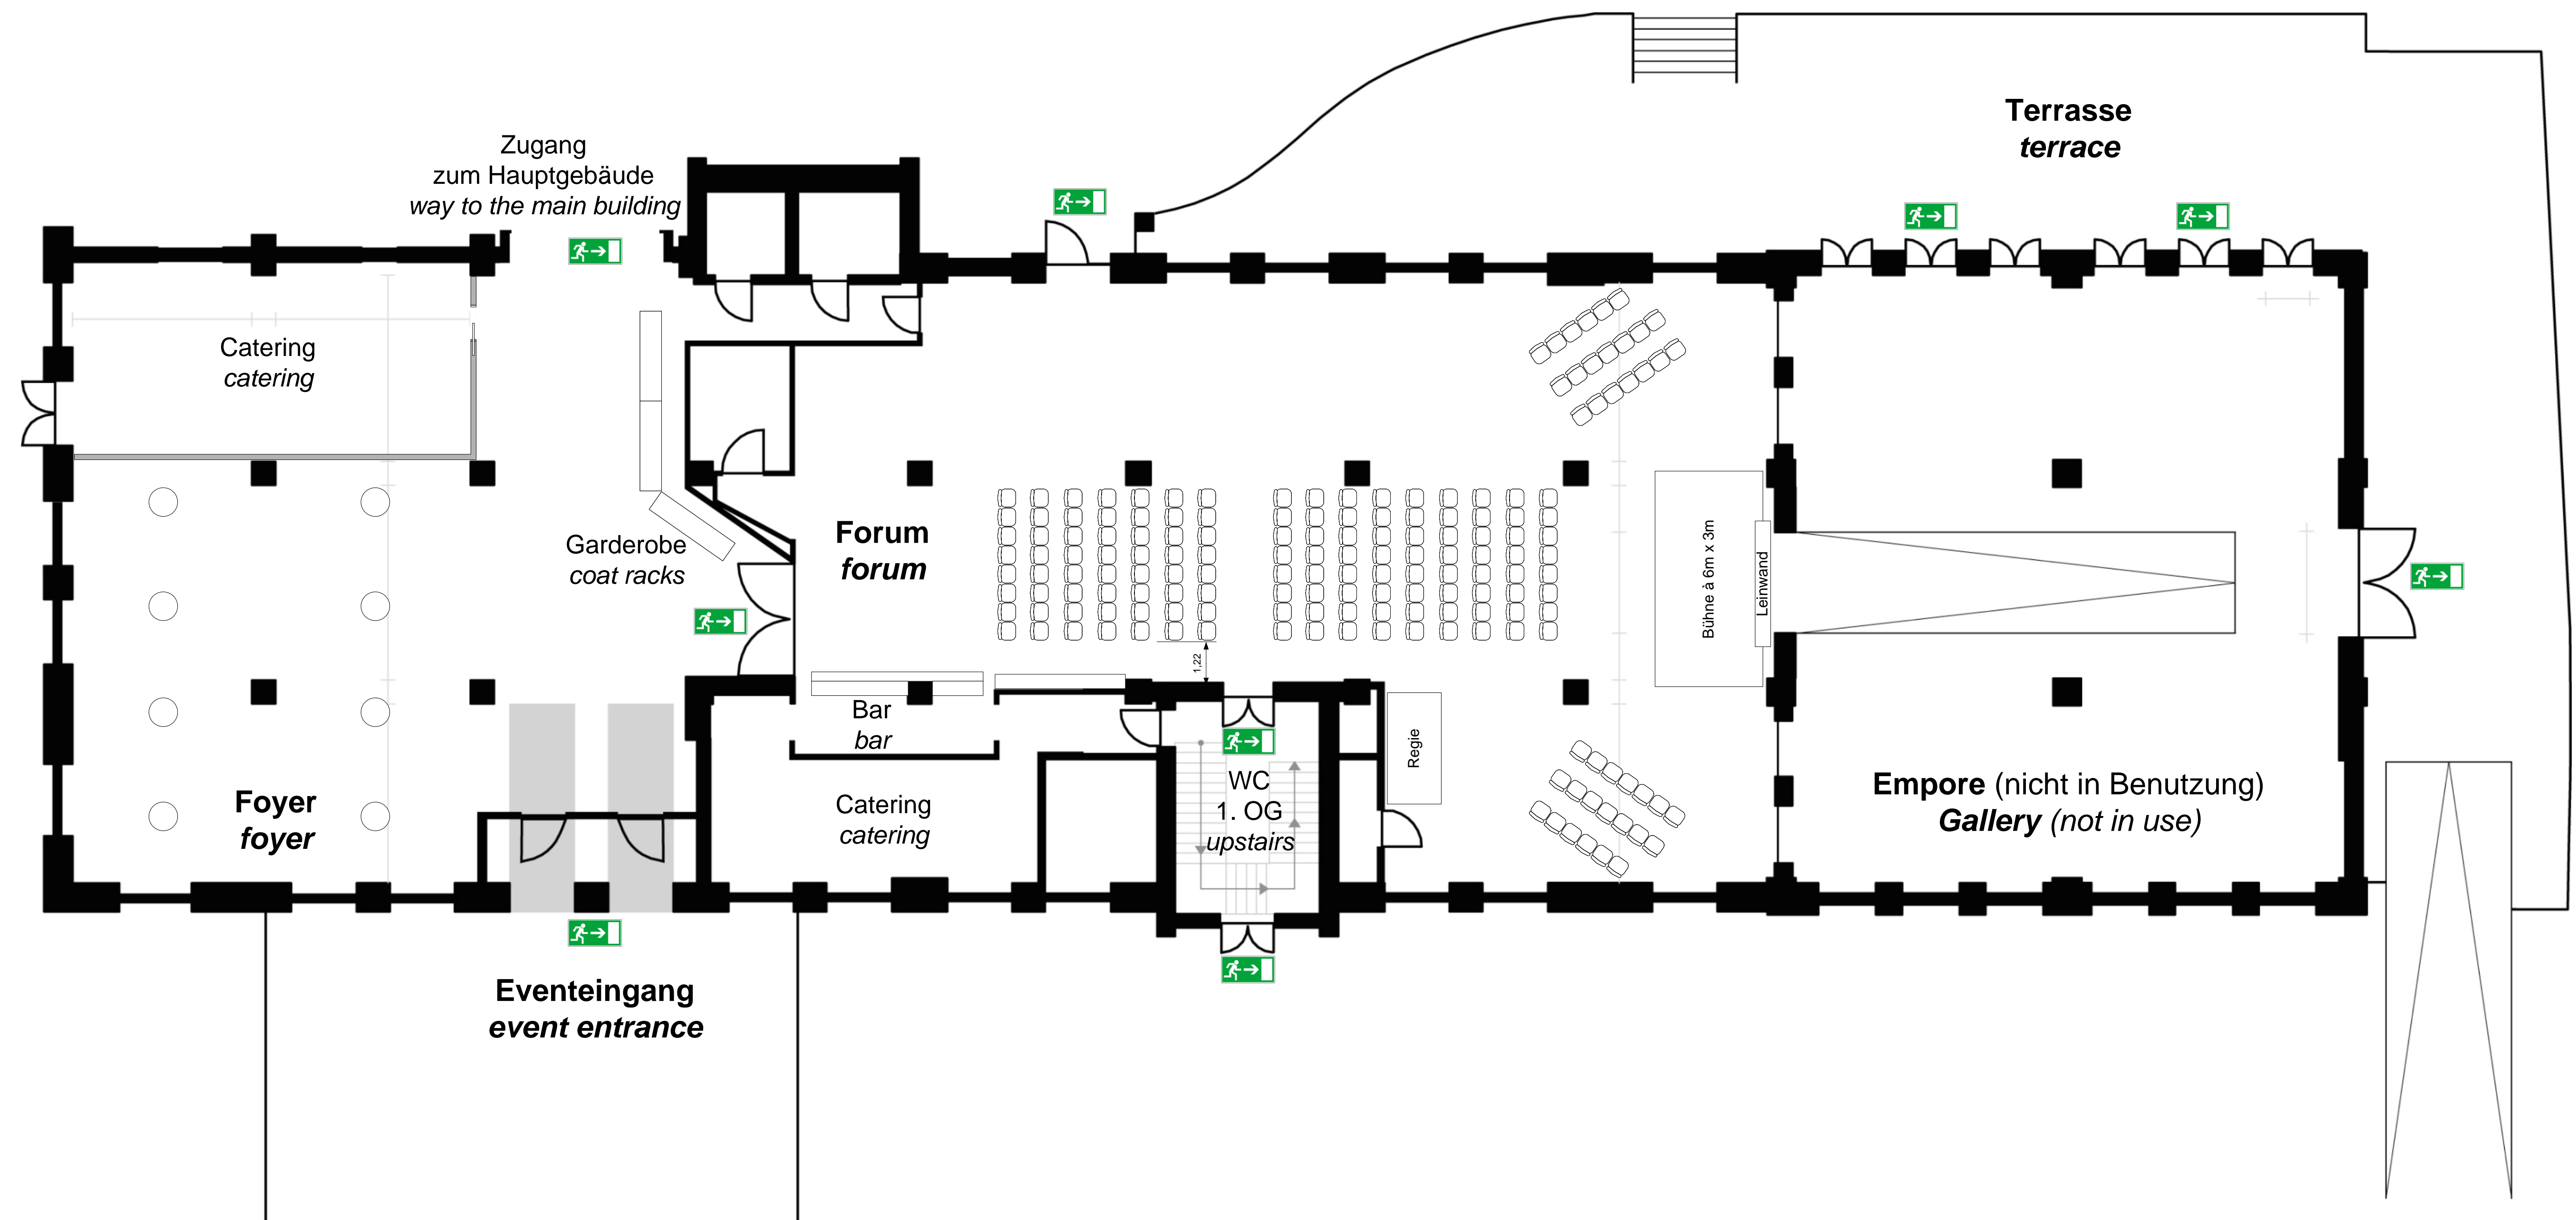 Terrasse
terrace
Zugang
zum Hauptgebäude
way to the main building
Catering
catering
Garderobe
coat racks
Forum
forum
Bühne à 6m x 3m
Leinwand
1,22
Bar
bar
Regie
WC
1. OG
upstairs
Catering
catering
Foyer
foyer
Empore (nicht in Benutzung)
Gallery (not in use)
Eventeingang
event entrance